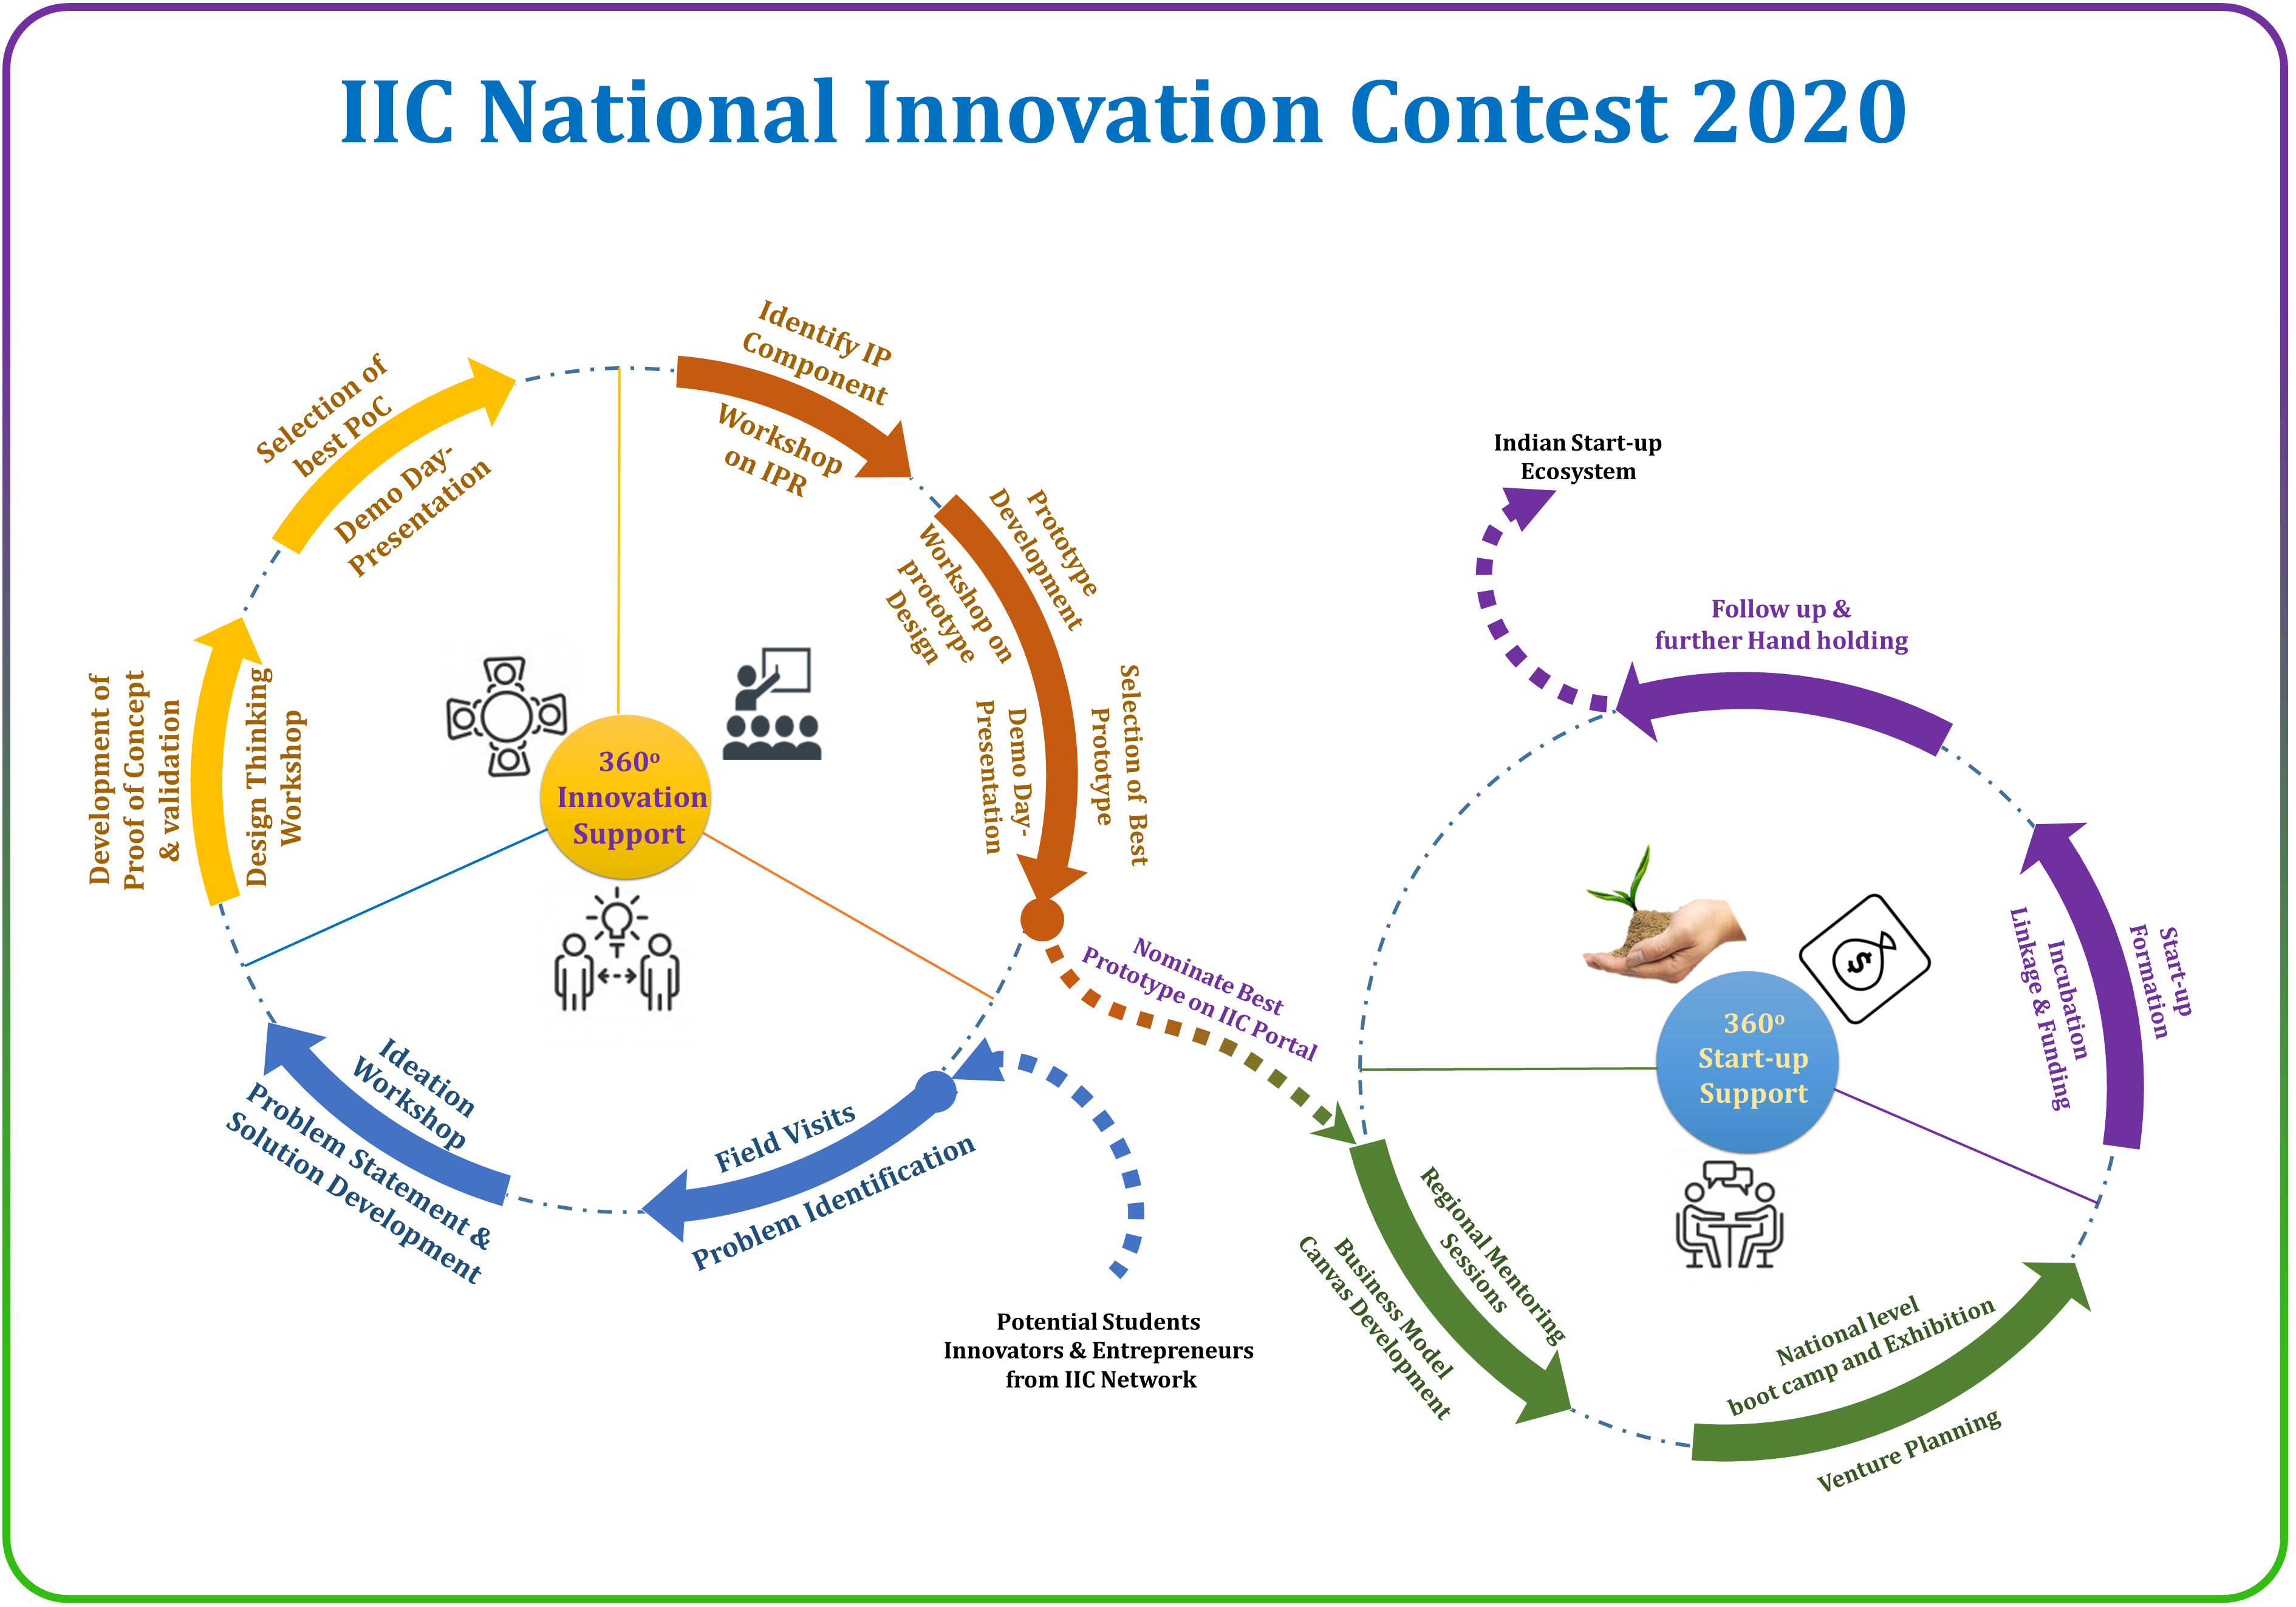 IIC National Innovation Contest 2020
Potential Students
Innovators & Entrepreneurs
from IIC Network
Field Visits
Problem Identification
Ideation
Workshop
Problem Statement &
Solution Development
Development of
Proof of Concept
& validation
Design Thinking
Workshop
Selection of
best PoC
Demo Day-
Presentation
Identify IP
Component
Workshop
on IPR
Prototype
Development
Workshop on
prototype
Design
Selection of Best
Prototype
Demo Day-
Presentation
360º
Innovation
Support
Nominate Best
Prototype on IIC Portal
Regional Mentoring
Sessions
Business Model
Canvas Development
National level
boot camp and Exhibition
Venture Planning
Start-up
Formation
Incubation
Linkage & Funding
Follow up &
further Hand holding
Indian Start-up
Ecosystem
360º
Start-up
Support
$